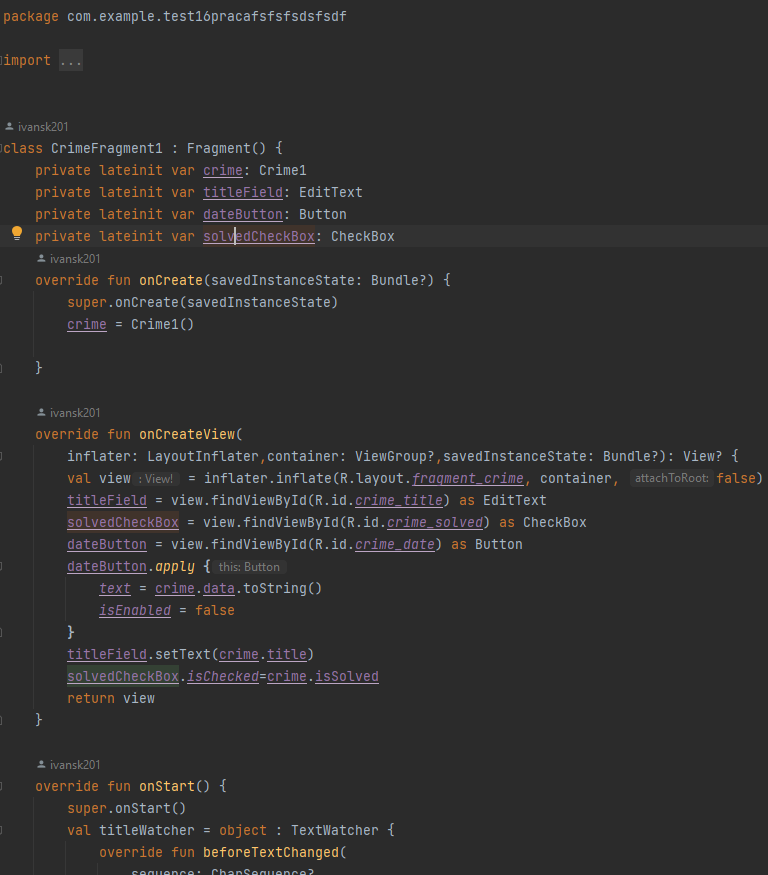 package com.example.test16pracafsfsfsdsfsdf
import ...
ivansk201
class CrimeFragment1 : Fragment() {
private lateinit var crime: Crime1
private lateinit var titleField: EditText
private lateinit var dateButton: Button
private lateinit var solvedCheckBox: CheckBox
ivansk201
override fun onCreate(savedInstanceState: Bundle?) {
super.onCreate(savedInstanceState)
crime = Crime1()
}
ivansk201
override fun onCreateView(
inflater: LayoutInflater,container: ViewGroup?,savedInstanceState: Bundle?): View? {
val view : View! = inflater.inflate(R.layout.fragment_crime, container, attachToRoot: false)
titleField = view.findViewById(R.id.crime_title) as EditText
solvedCheckBox = view.findViewById(R.id.crime_solved) as CheckBox
dateButton = view.findViewById(R.id.crime_date) as Button
dateButton.apply { this: Button
text = crime.data.toString()
isEnabled = false
}
titleField.setText(crime.title)
solvedCheckBox.isChecked=crime.isSolved
return view
}
ivansk201
override fun onStart() {
super.onStart()
val titleWatcher = object : TextWatcher {
override fun beforeTextChanged(
sequence: CharSequence?